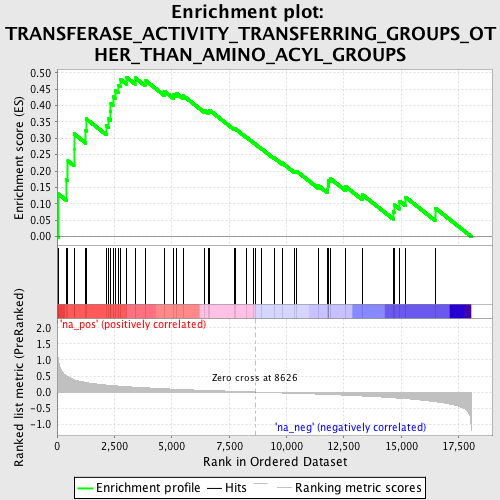 Enrichment plot:
TRANSFERASE_ACTIVITY_TRANSFERRING_GROUPS_OT
HER_THAN_AMINO_ACYL_GROUPS
Enrichment score (ES)
0.50
0.45
0.40
0.35
0.30
0.25
0.20
0.15
0.10
0.05
0.00
Ranked list metric (PreRanked)
2.0
1.5
1.0
0.5
0.0
-0.5
-1.0
'na_pos' (positively correlated)
Zero cross at 8626
'na_neg' (negatively correlated)
0 2,500 5,000 7,500 10,000 12,500 15,000 17,500
Rank in Ordered Dataset
Enrichment profile Hits Ranking metric scores